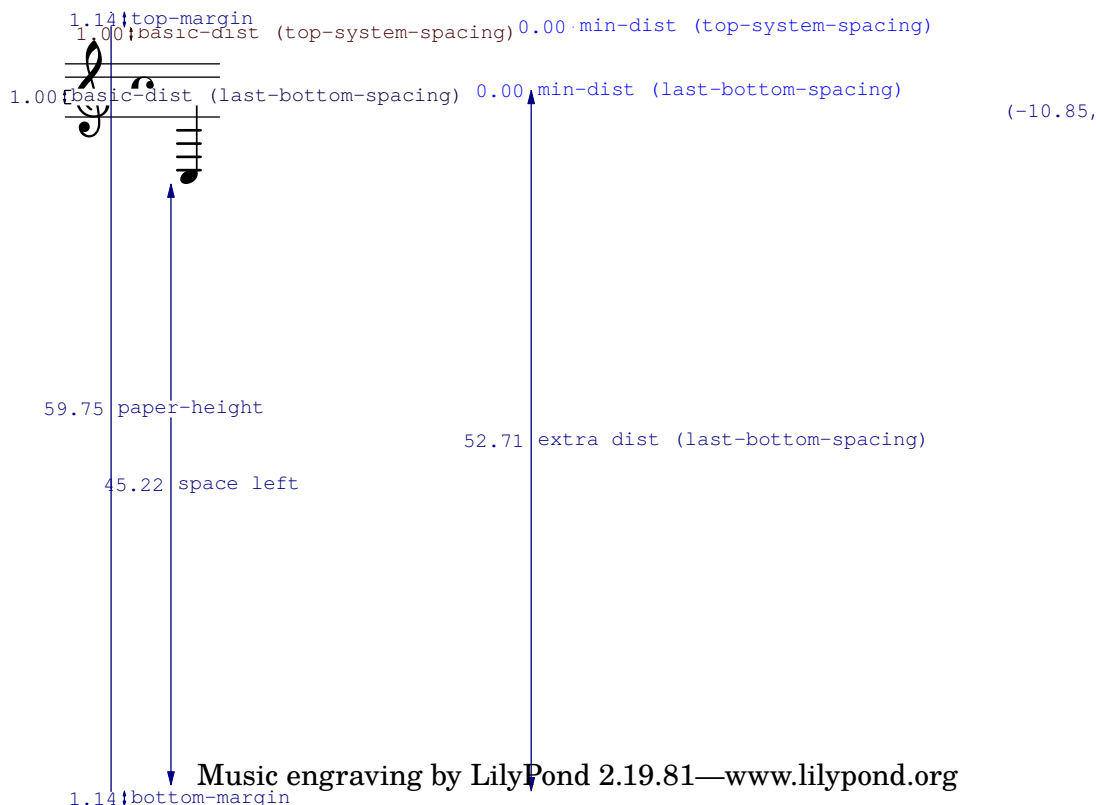 1.14 top-margin
1.00 basic-dist (top-system-spacing) 0.00 min-dist (top-system-spacing)
1.00 basic-dist (last-bottom-spacing) 0.00 min-dist (last-bottom-spacing)
(-10.85,
59.75 paper-height
52.71 extra dist (last-bottom-spacing)
45.22 space left
Music engraving by LilyPond 2.19.81—www.lilypond.org
1.14 bottom-margin